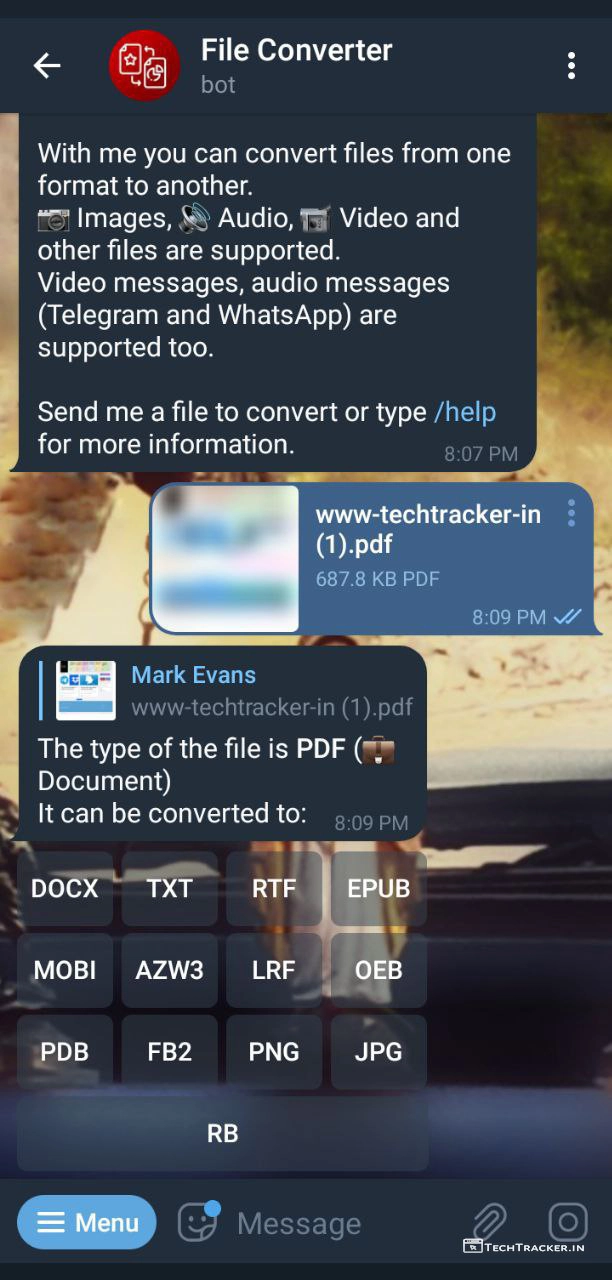 File Converter
bot
With me you can convert files from one
format to another.
📷 Images, 🔊 Audio, 📹 Video and
other files are supported.
Video messages, audio messages
(Telegram and WhatsApp) are
supported too.
Send me a file to convert or type /help
for more information.
8:07 PM
www-techtracker-in
(1).pdf
687.8 KB PDF
8:09 PM
Mark Evans
www-techtracker-in (1).pdf
The type of the file is PDF (💼
Document)
It can be converted to:
8:09 PM
DOCX TXT RTF EPUB
MOBI AZW3 LRF OEB
PDB FB2 PNG JPG
RB
Menu Message
TECHTRACKER.IN